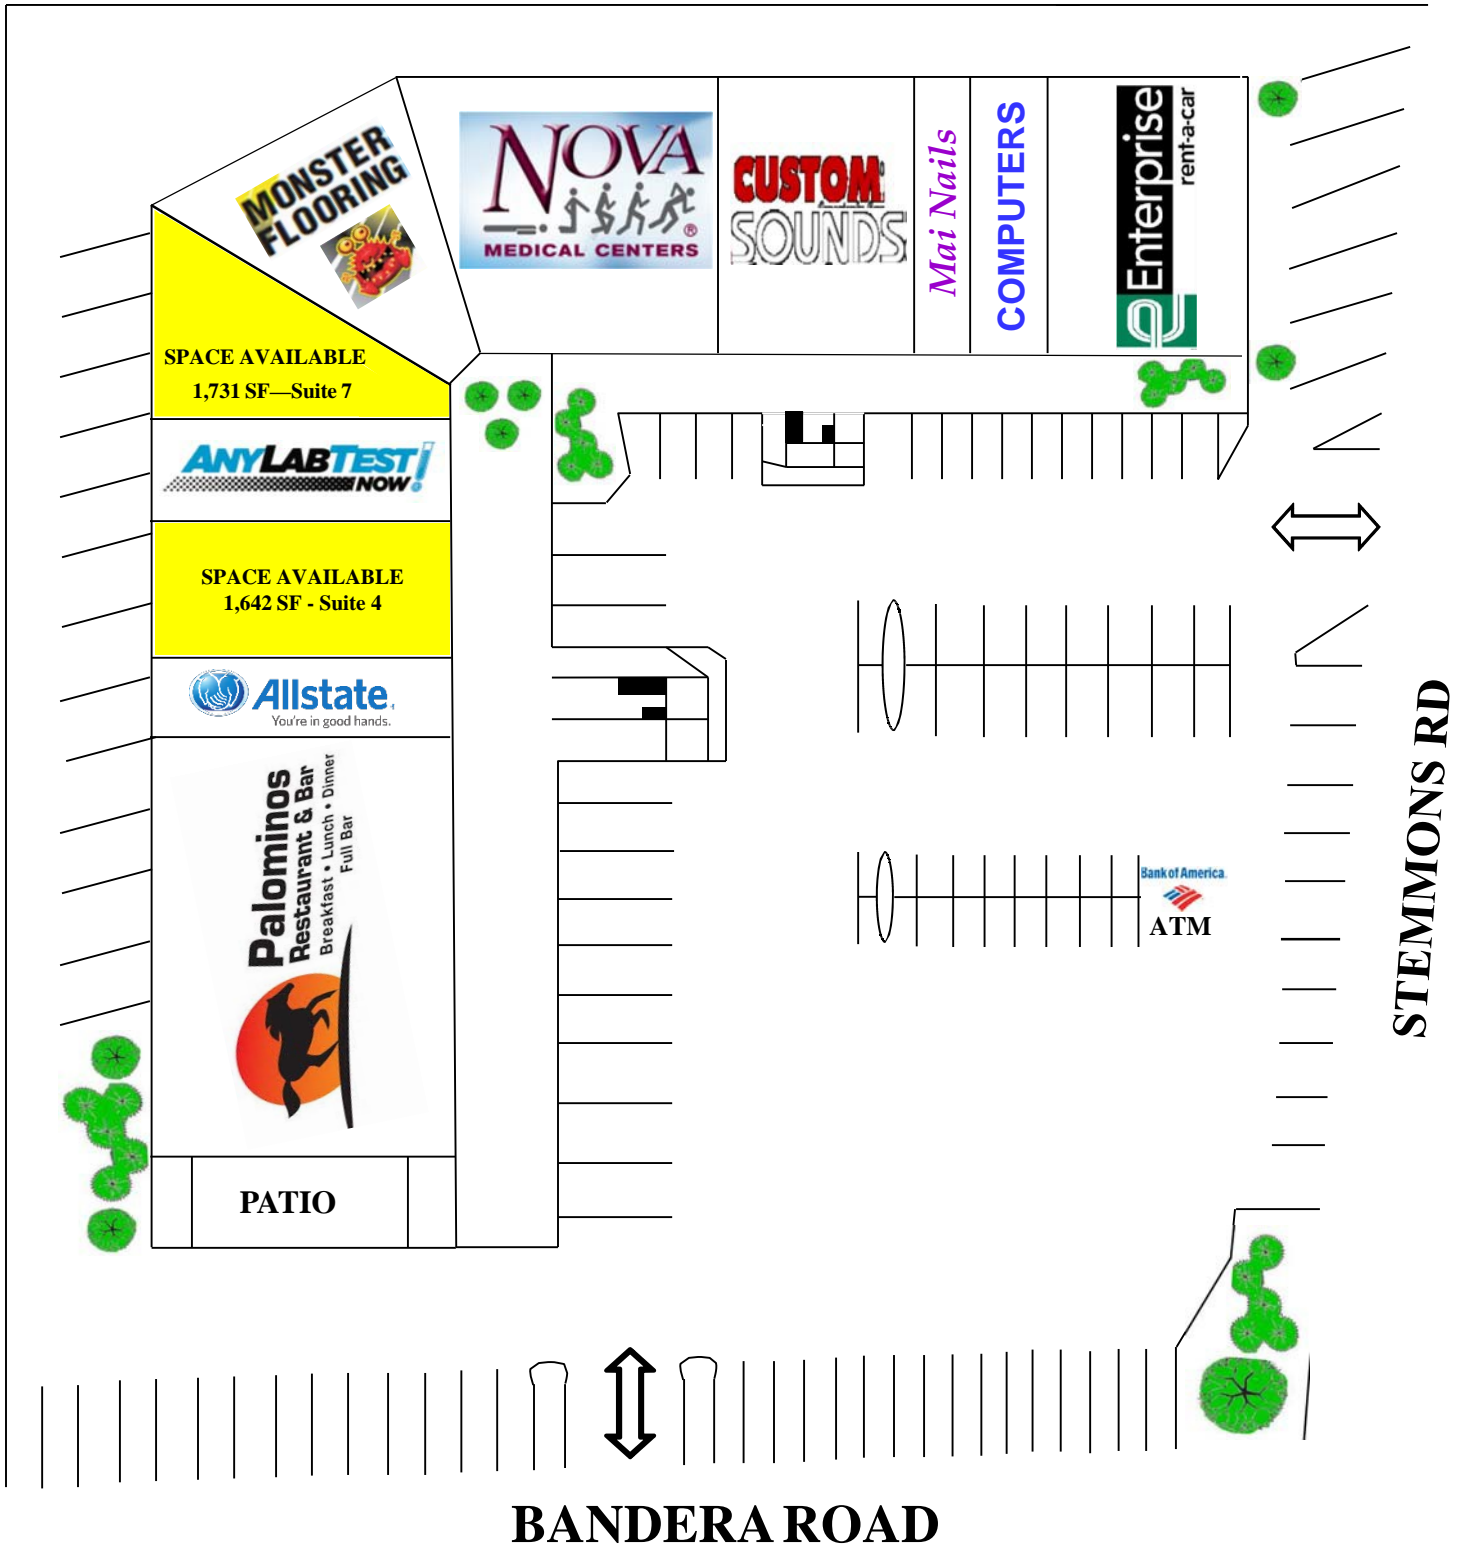 MONSTER
FLOORING
NOVA
MEDICAL CENTERS
®
CUSTOM
SOUNDS
Mai Nails
COMPUTERS
Enterprise
rent-a-car
SPACE AVAILABLE
1,731 SF—Suite 7
ANYLABTEST!
NOW
SPACE AVAILABLE
1,642 SF - Suite 4
Allstate.
You're in good hands.
Palominos
Restaurant & Bar
Breakfast • Lunch • Dinner
Full Bar
PATIO
Bank of America
ATM
STEMMONS RD
BANDERA ROAD